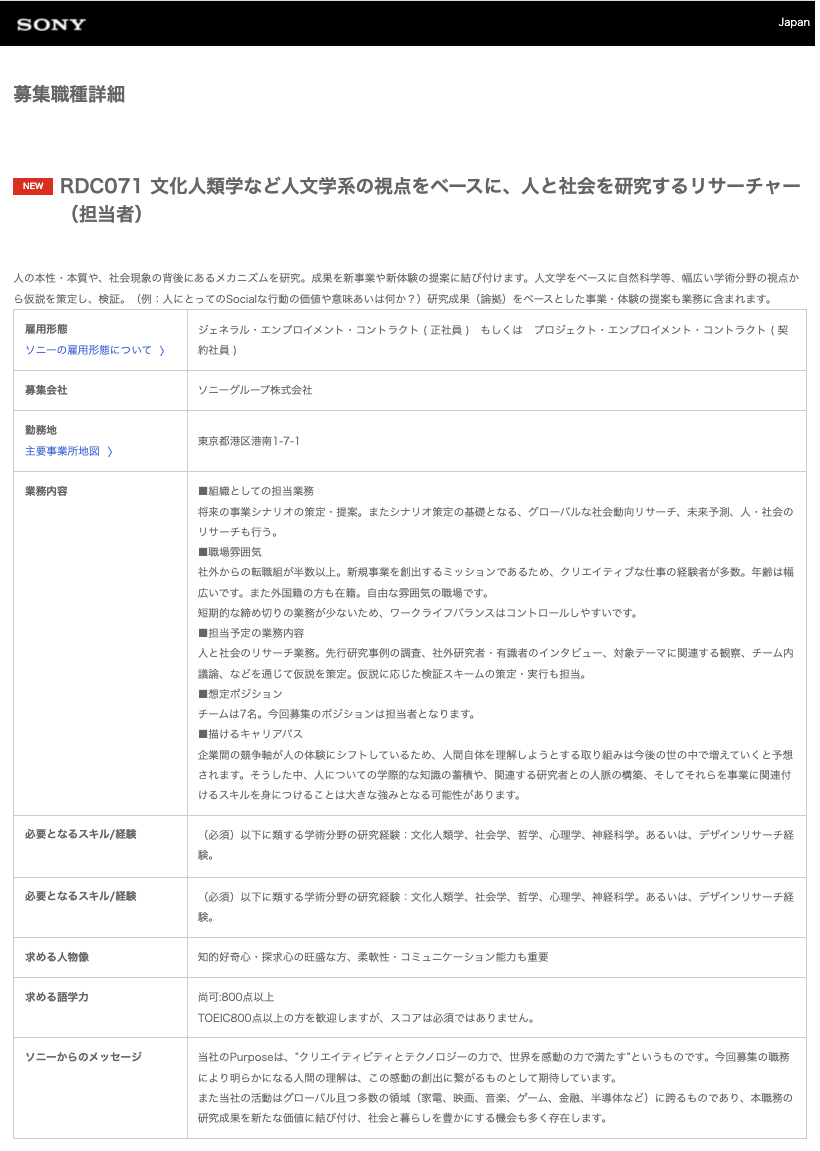 SONY
Japan
募集職種詳細
NEW RDC071 文化人類学など人文学系の視点をベースに、人と社会を研究するリサーチャー
（担当者）
人の本性・本質や、社会現象の背後にあるメカニズムを研究。成果を新事業や新体験の提案に結び付けます。人文学をベースに自然科学等、幅広い学術分野の視点か
ら仮説を策定し、検証。（例：人にとってのSocialな行動の価値や意味あいは何か？）研究成果（論拠）をベースとした事業・体験の提案も業務に含まれます。
雇用形態
ソニーの雇用形態について 〉
ジェネラル・エンプロイメント・コントラクト ( 正社員 )　もしくは　プロジェクト・エンプロイメント・コントラクト ( 契
約社員 )
募集会社
ソニーグループ株式会社
勤務地
主要事業所地図 〉
東京都港区港南1-7-1
業務内容
■組織としての担当業務
将来の事業シナリオの策定・提案。またシナリオ策定の基礎となる、グローバルな社会動向リサーチ、未来予測、人・社会の
リサーチも行う。
■職場雰囲気
社外からの転職組が半数以上。新規事業を創出するミッションであるため、クリエイティブな仕事の経験者が多数。年齢は幅
広いです。また外国籍の方も在籍。自由な雰囲気の職場です。
短期的な締め切りの業務が少ないため、ワークライフバランスはコントロールしやすいです。
■担当予定の業務内容
人と社会のリサーチ業務。先行研究事例の調査、社外研究者・有識者のインタビュー、対象テーマに関連する観察、チーム内
議論、などを通じて仮説を策定。仮説に応じた検証スキームの策定・実行も担当。
■想定ポジション
チームは7名。今回募集のポジションは担当者となります。
■描けるキャリアパス
企業間の競争軸が人の体験にシフトしているため、人間自体を理解しようとする取り組みは今後の世の中で増えていくと予想
されます。そうした中、人についての学際的な知識の蓄積や、関連する研究者との人脈の構築、そしてそれらを事業に関連付
けるスキルを身につけることは大きな強みとなる可能性があります。
必要となるスキル/経験
（必須）以下に類する学術分野の研究経験：文化人類学、社会学、哲学、心理学、神経科学。あるいは、デザインリサーチ経
験。
必要となるスキル/経験
（必須）以下に類する学術分野の研究経験：文化人類学、社会学、哲学、心理学、神経科学。あるいは、デザインリサーチ経
験。
求める人物像
知的好奇心・探求心の旺盛な方、柔軟性・コミュニケーション能力も重要
求める語学力
尚可:800点以上
TOEIC800点以上の方を歓迎しますが、スコアは必須ではありません。
ソニーからのメッセージ
当社のPurposeは、"クリエイティビティとテクノロジーの力で、世界を感動の力で満たす"というものです。今回募集の職務
により明らかになる人間の理解は、この感動の創出に繋がるものとして期待しています。
また当社の活動はグローバル且つ多数の領域（家電、映画、音楽、ゲーム、金融、半導体など）に跨るものであり、本職務の
研究成果を新たな価値に結び付け、社会と暮らしを豊かにする機会も多く存在します。